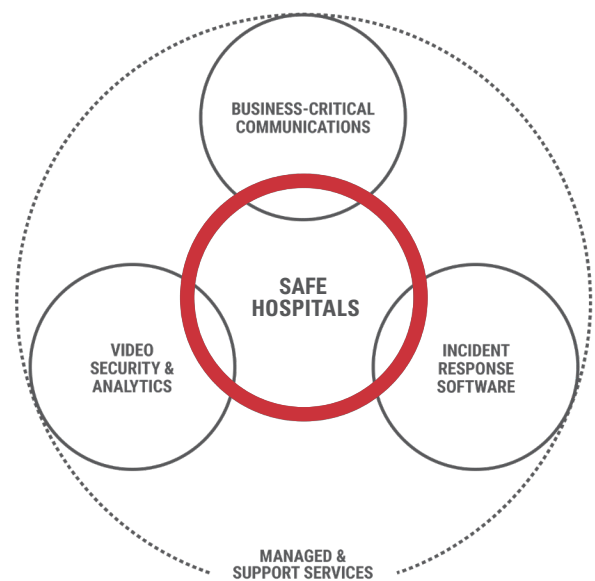 BUSINESS-CRITICAL
COMMUNICATIONS
SAFE
HOSPITALS
VIDEO
SECURITY &
ANALYTICS
INCIDENT
RESPONSE
SOFTWARE
MANAGED &
SUPPORT SERVICES